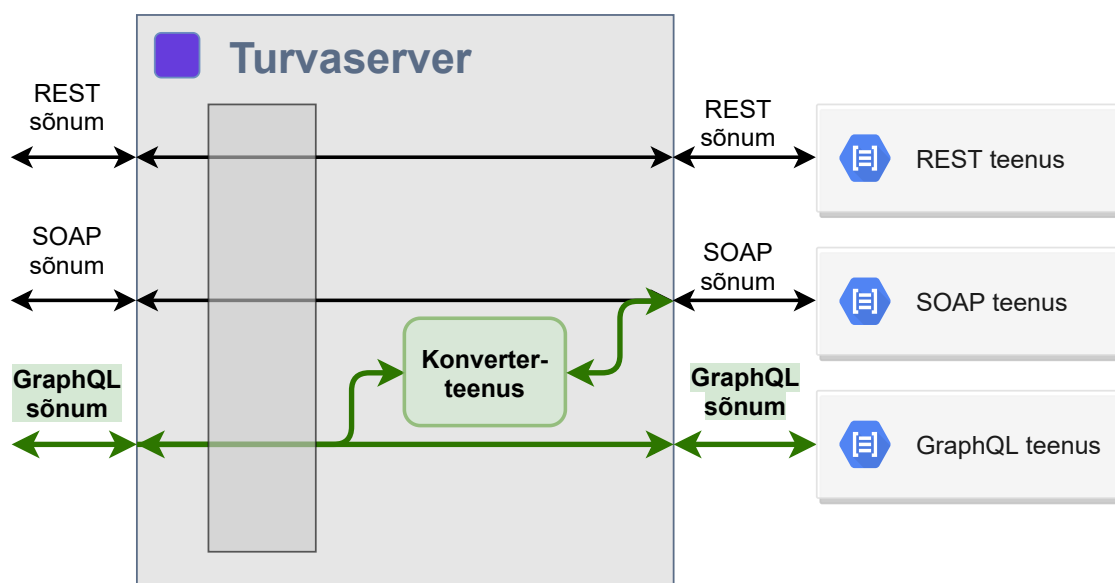 Turvaserver
REST
sõnum
REST
sõnum
REST teenus
SOAP
sõnum
SOAP
sõnum
SOAP teenus
Konverter-
teenus
GraphQL
sõnum
GraphQL
sõnum
GraphQL teenus